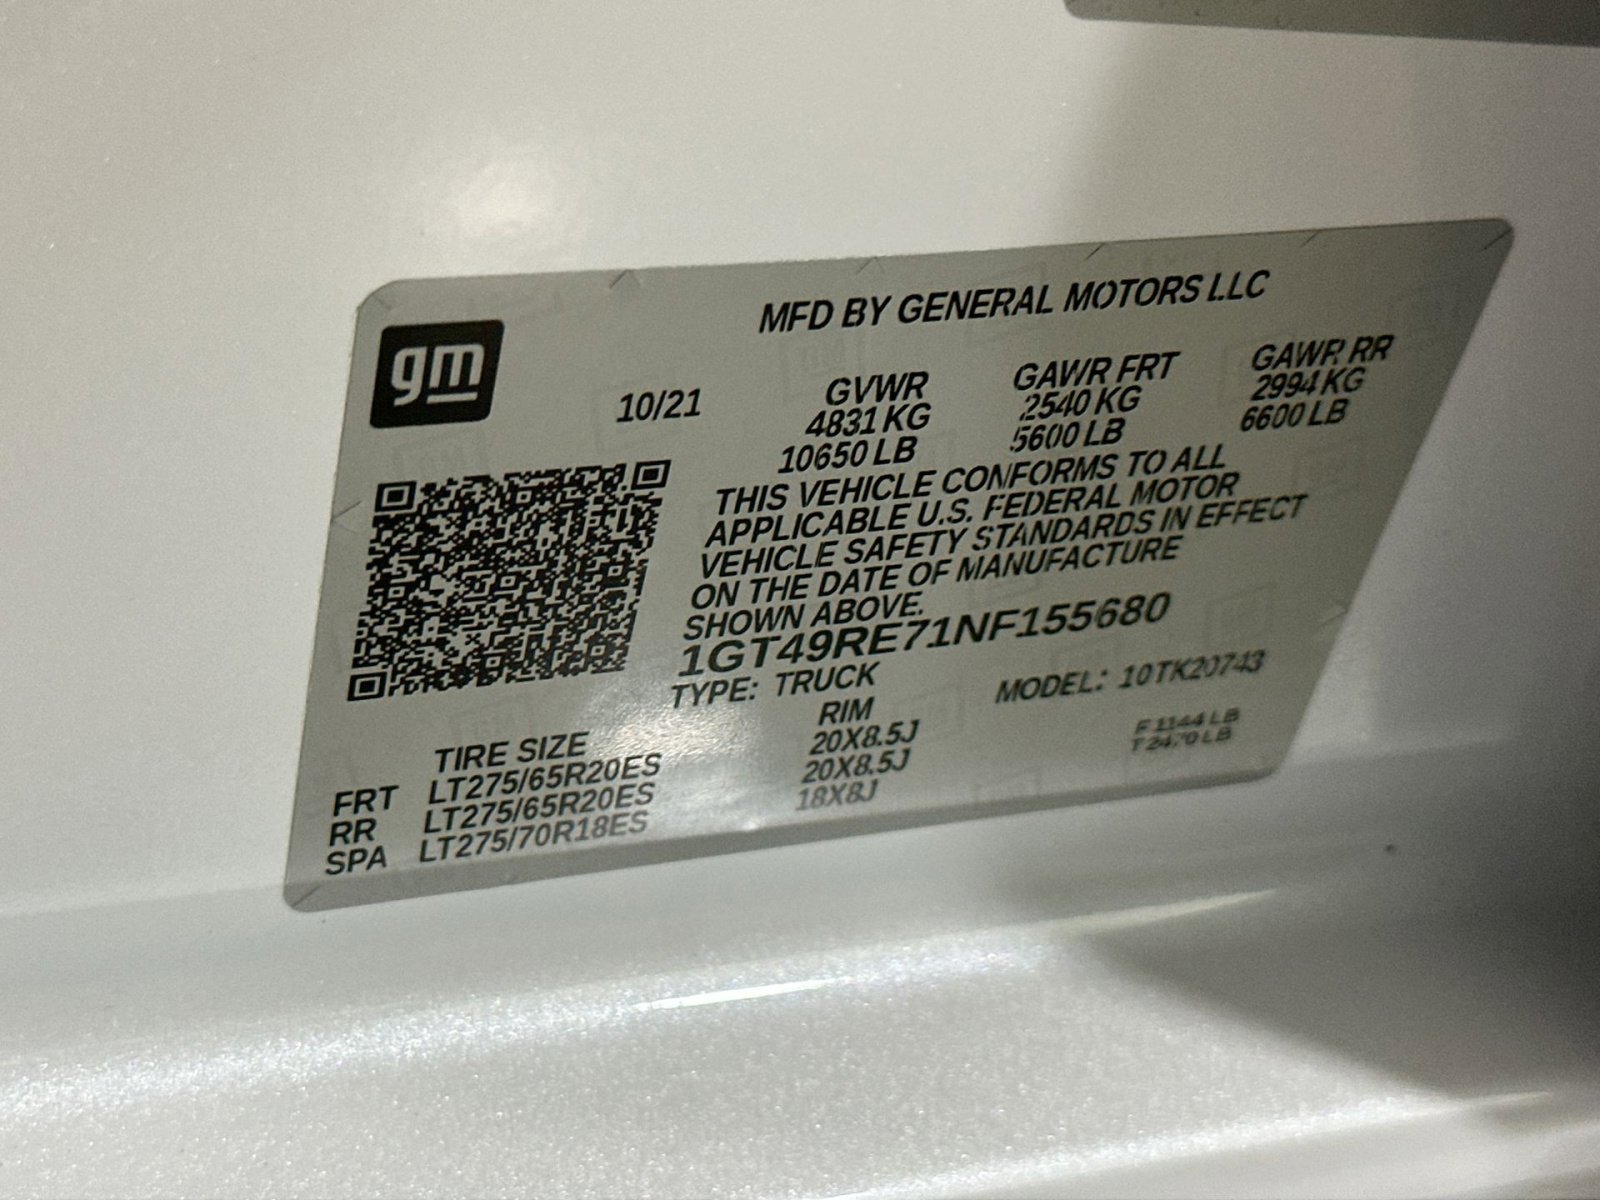 gm
MFD BY GENERAL MOTORS LLC
10/21
GVWR GAWR FRT GAWR RR
4831 KG 2540 KG 2994 KG
10650 LB 5600 LB 6600 LB
THIS VEHICLE CONFORMS TO ALL
APPLICABLE U.S. FEDERAL MOTOR
VEHICLE SAFETY STANDARDS IN EFFECT
ON THE DATE OF MANUFACTURE
SHOWN ABOVE.
1GT49RE71NF155680
TYPE: TRUCK MODEL: 10TK20743
TIRE SIZE RIM
FRT LT275/65R20ES 20X8.5J F 1144 LB
RR LT275/65R20ES 20X8.5J T 2470 LB
SPA LT275/70R18ES 18X8J